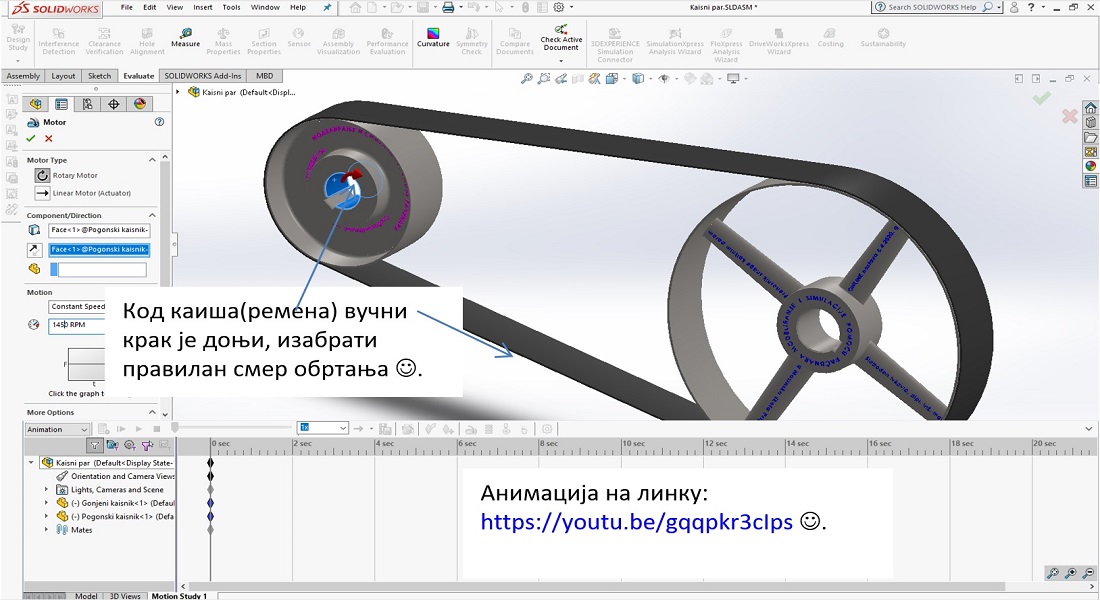 SOLIDWORKS File Edit View Insert Tools Window Help Kaisni par.SLDASM * Search SOLIDWORKS Help
Design Study
Interference Detection
Clearance Verification
Hole Alignment
Measure
Mass Properties
Section Properties
Sensor
Assembly Visualization
Performance Evaluation
Curvature
Symmetry Check
Compare Documents
Check Active Document
3DEXPERIENCE Simulation Connector
SimulationXpress Analysis Wizard
FloXpress Analysis Wizard
DriveWorksXpress Wizard
Costing
Sustainability
Assembly Layout Sketch Evaluate SOLIDWORKS Add-Ins MBD
Kaisni par (Default<Displ...
Motor
Motor Type
Rotary Motor
Linear Motor (Actuator)
Component/Direction
Face<1>@Pogonski kaisnik-
Face<1>@Pogonski kaisnik-
Motion
Constant Speed
1450 RPM
F
t
Click the graph to
More Options
Код каиша(ремена) вучни
крак је доњи, изабрати
правилан смер обртања ☺.
Animation 1x
0 sec 2 sec 4 sec 6 sec 8 sec 10 sec 12 sec 14 sec 16 sec 18 sec 20 sec
Kaisni par (Default<Display State-
Orientation and Camera Views
Lights, Cameras and Scene
(-) Gonjeni kaisnik<1> (Defaul
(-) Pogonski kaisnik<1> (Defa
Mates
Анимација на линку:
https://youtu.be/gqqpkr3cIps ☺.
Model 3D Views Motion Study 1